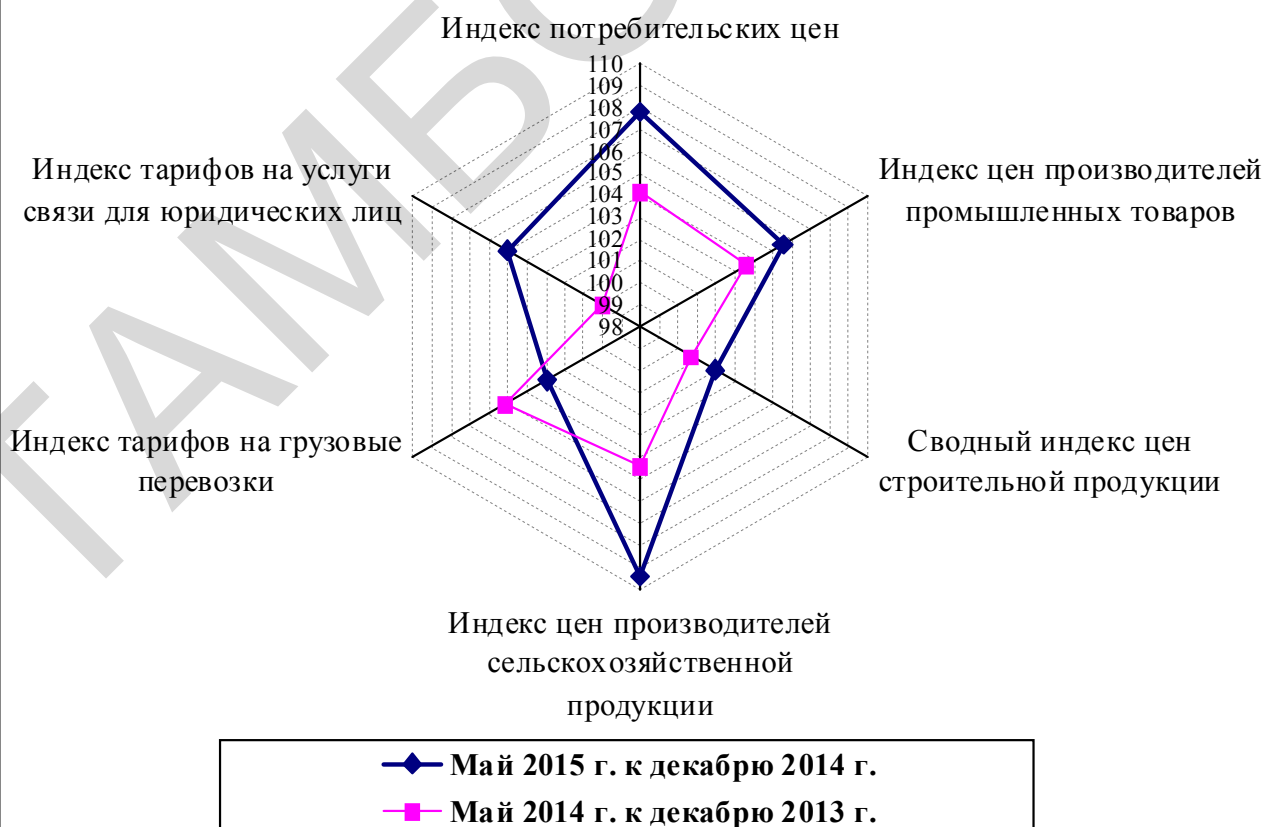 Индекс потребительских цен
110
109
108
107
106
105
104
103
102
101
100
99
98
Индекс цен производителей
промышленных товаров
Сводный индекс цен
строительной продукции
Индекс цен производителей
сельскохозяйственной
продукции
Индекс тарифов на грузовые
перевозки
Индекс тарифов на услуги
связи для юридических лиц
Май 2015 г. к декабрю 2014 г.
Май 2014 г. к декабрю 2013 г.